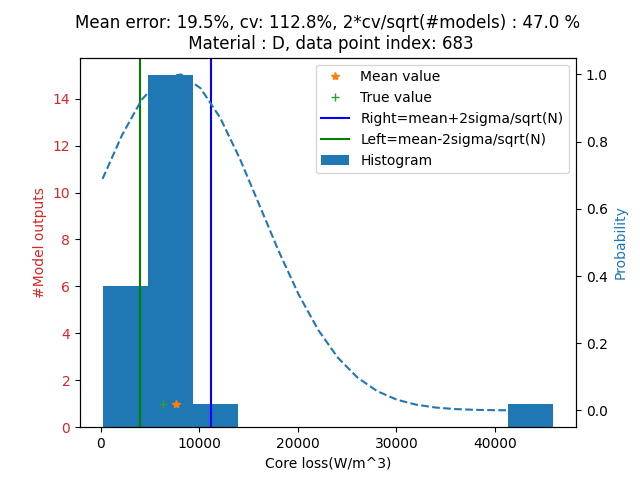 Mean error: 19.5%, cv: 112.8%, 2*cv/sqrt(#models) : 47.0 %
Material : D, data point index: 683
Mean value
True value
Right=mean+2sigma/sqrt(N)
Left=mean-2sigma/sqrt(N)
Histogram
#Model outputs
14
12
10
8
6
4
2
0
Probability
1.0
0.8
0.6
0.4
0.2
0.0
0 10000 20000 30000 40000
Core loss(W/m^3)